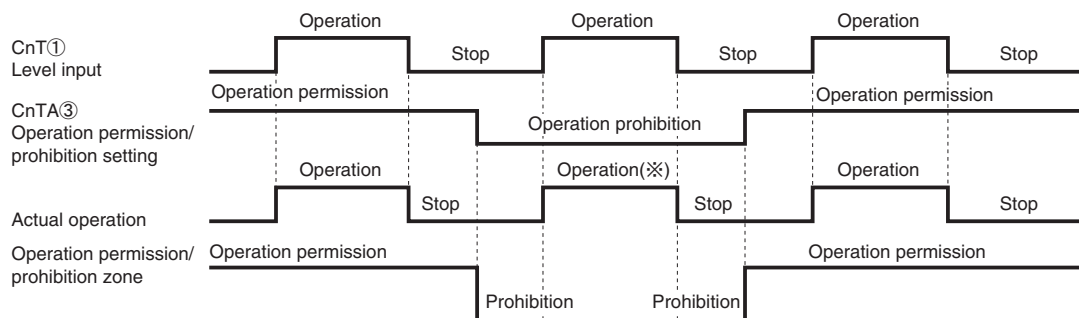 Operation Operation Operation
CnT①
Level input
Stop Stop Stop
Operation permission Operation permission
CnTA③
Operation permission/
prohibition setting
Operation prohibition
Operation Operation(※) Operation
Actual operation
Stop Stop Stop
Operation permission/
prohibition zone
Operation permission Operation permission
Prohibition Prohibition